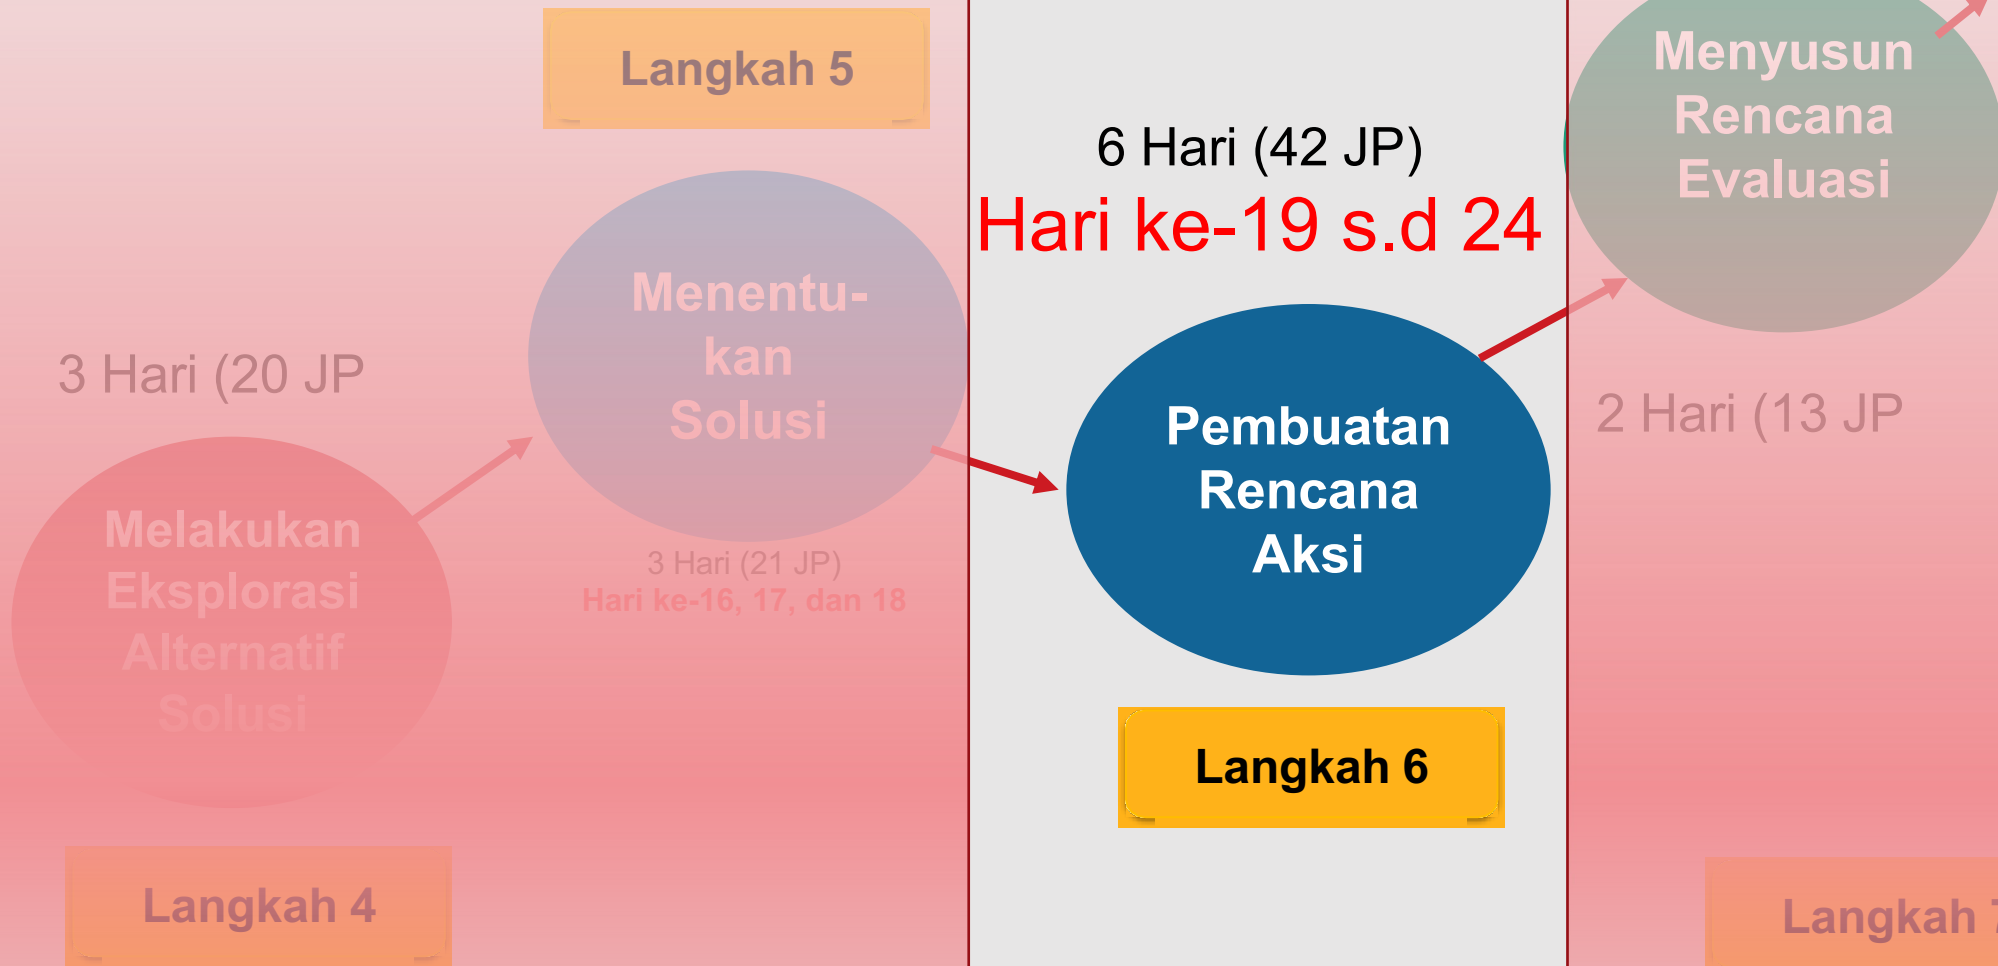 3 Hari (20 JP
Melakukan
Eksplorasi
Alternatif
Solusi
Langkah 4
Langkah 5
Menentu-
kan
Solusi
3 Hari (21 JP)
Hari ke-16, 17, dan 18
6 Hari (42 JP)
Hari ke-19 s.d 24
Pembuatan
Rencana
Aksi
Langkah 6
Menyusun
Rencana
Evaluasi
2 Hari (13 JP
Langkah 7